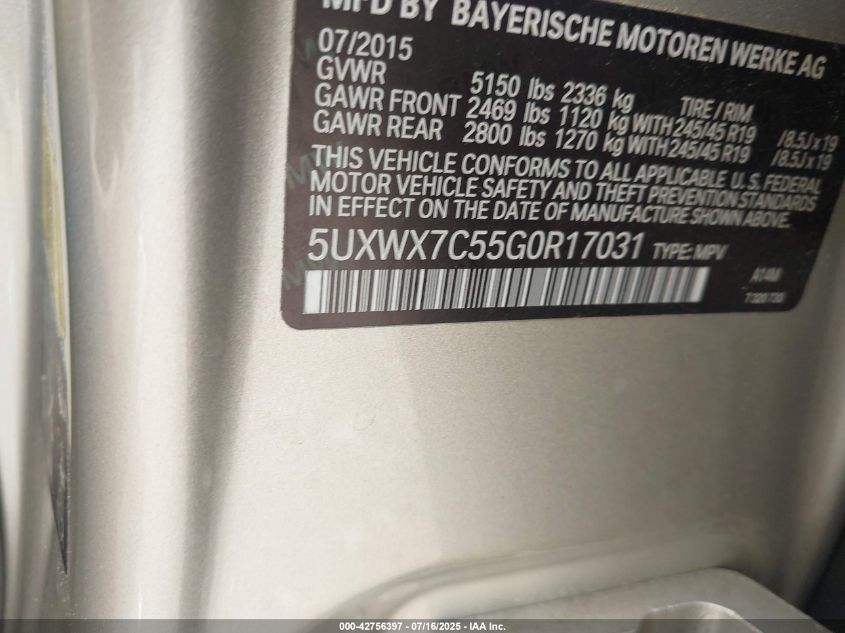 MFD BY BAYERISCHE MOTOREN WERKE AG
07/2015
GVWR 5150 lbs 2336 kg TIRE / RIM
GAWR FRONT 2469 lbs 1120 kg WITH 245/45 R19 /8.5J x 19
GAWR REAR 2800 lbs 1270 kg WITH 245/45 R19 /8.5J x 19
THIS VEHICLE CONFORMS TO ALL APPLICABLE U.S. FEDERAL
MOTOR VEHICLE SAFETY AND THEFT PREVENTION STANDARDS
IN EFFECT ON THE DATE OF MANUFACTURE SHOWN ABOVE.
5UXWX7C55G0R17031 TYPE: MPV
A14M
000-42756397 - 07/16/2025 - IAA Inc.